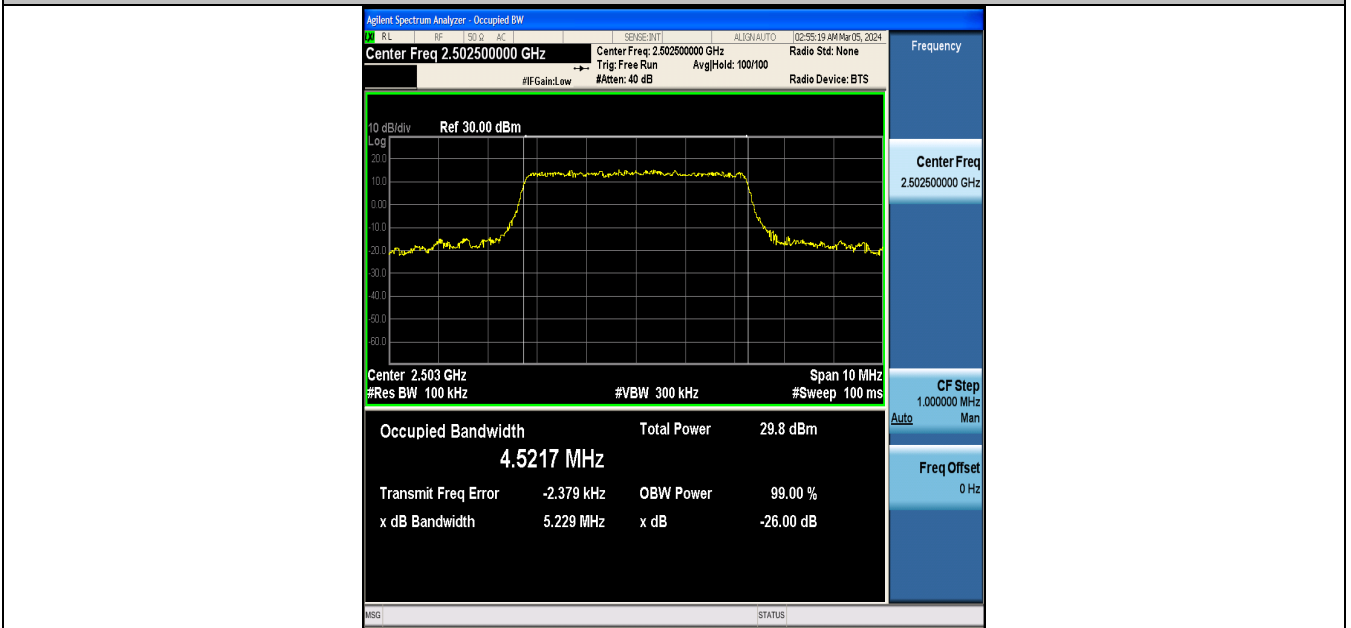 Agilent Spectrum Analyzer - Occupied BW
LXI RL RF 50 Ω AC SENSE:INT ALIGN AUTO 02:55:19 AM Mar 05, 2024
Center Freq 2.502500000 GHz
Center Freq: 2.502500000 GHz Radio Std: None
Trig: Free Run Avg|Hold: 100/100
#IFGain:Low #Atten: 40 dB Radio Device: BTS
10 dB/div Ref 30.00 dBm
Log
20.0
10.0
0.00
-10.0
-20.0
-30.0
-40.0
-50.0
-60.0
Center 2.503 GHz Span 10 MHz
#Res BW 100 kHz #VBW 300 kHz #Sweep 100 ms
Occupied Bandwidth Total Power 29.8 dBm
4.5217 MHz
Transmit Freq Error -2.379 kHz OBW Power 99.00 %
x dB Bandwidth 5.229 MHz x dB -26.00 dB
MSG STATUS
Frequency
Center Freq
2.502500000 GHz
CF Step
1.000000 MHz
Auto Man
Freq Offset
0 Hz